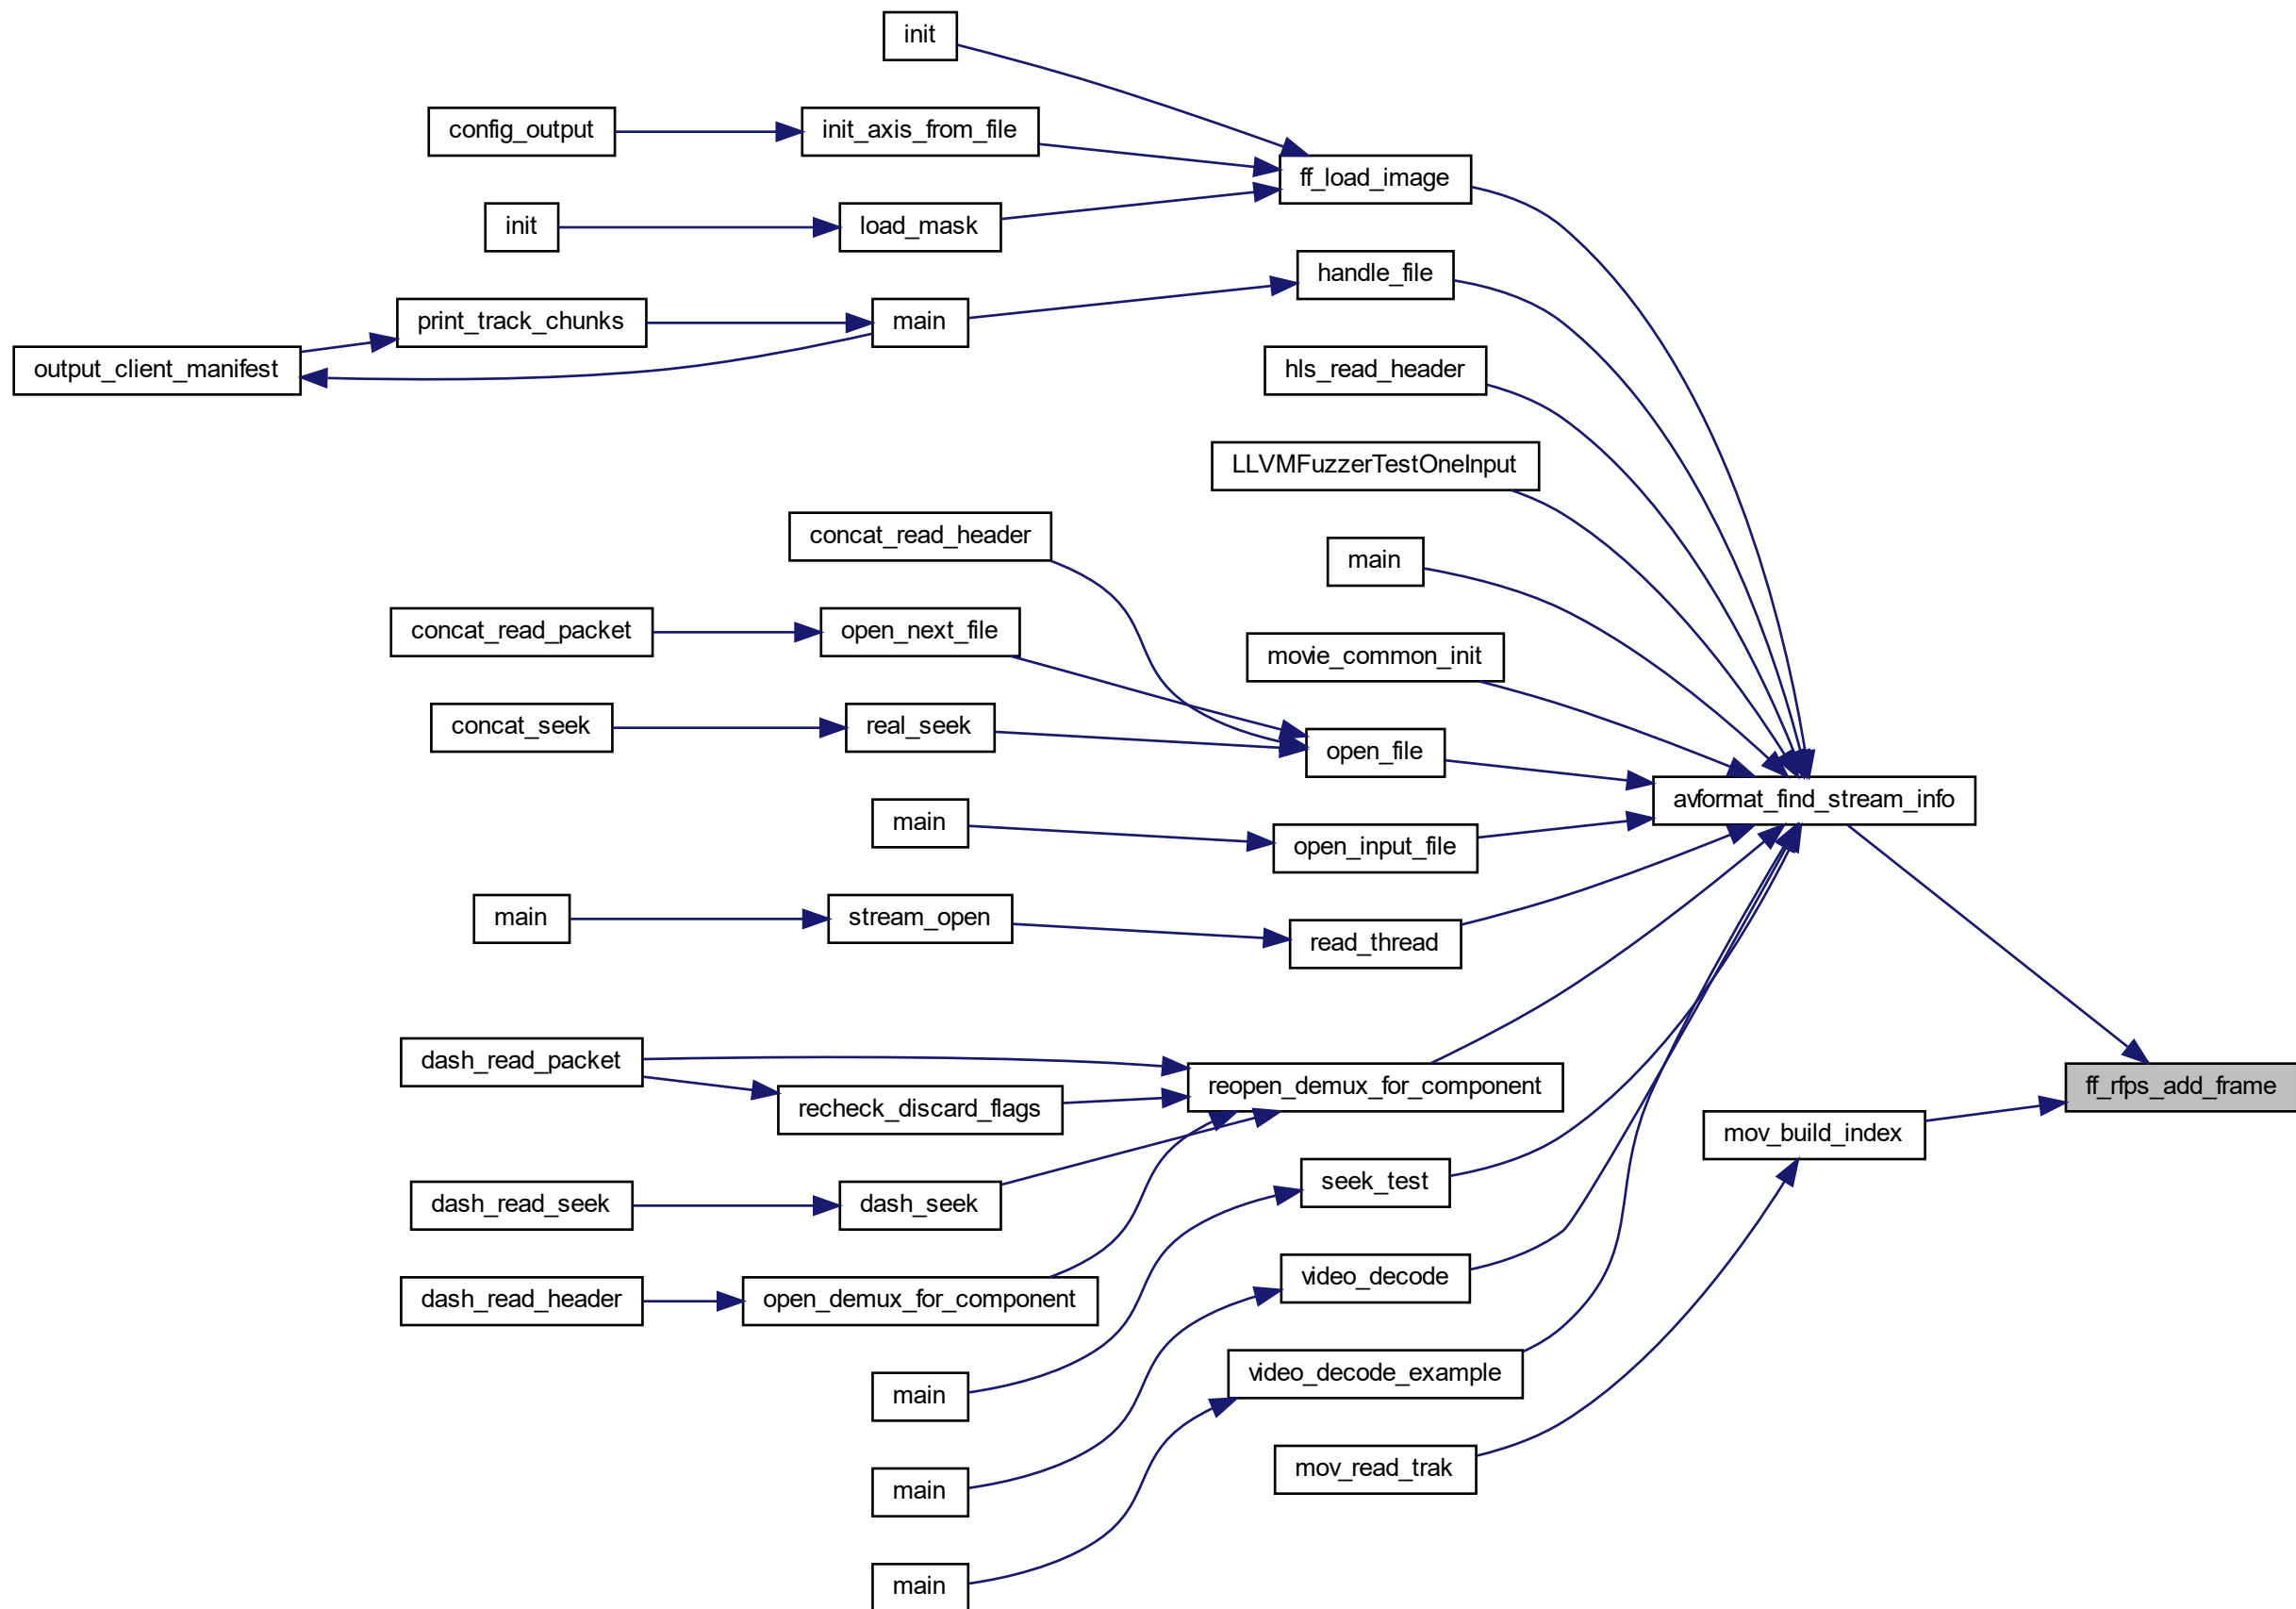 init
config_output
init_axis_from_file
ff_load_image
init
load_mask
handle_file
print_track_chunks
main
output_client_manifest
hls_read_header
LLVMFuzzerTestOneInput
concat_read_header
main
concat_read_packet
open_next_file
movie_common_init
concat_seek
real_seek
open_file
avformat_find_stream_info
main
open_input_file
main
stream_open
read_thread
dash_read_packet
reopen_demux_for_component
ff_rfps_add_frame
recheck_discard_flags
mov_build_index
seek_test
dash_read_seek
dash_seek
video_decode
dash_read_header
open_demux_for_component
video_decode_example
main
mov_read_trak
main
main